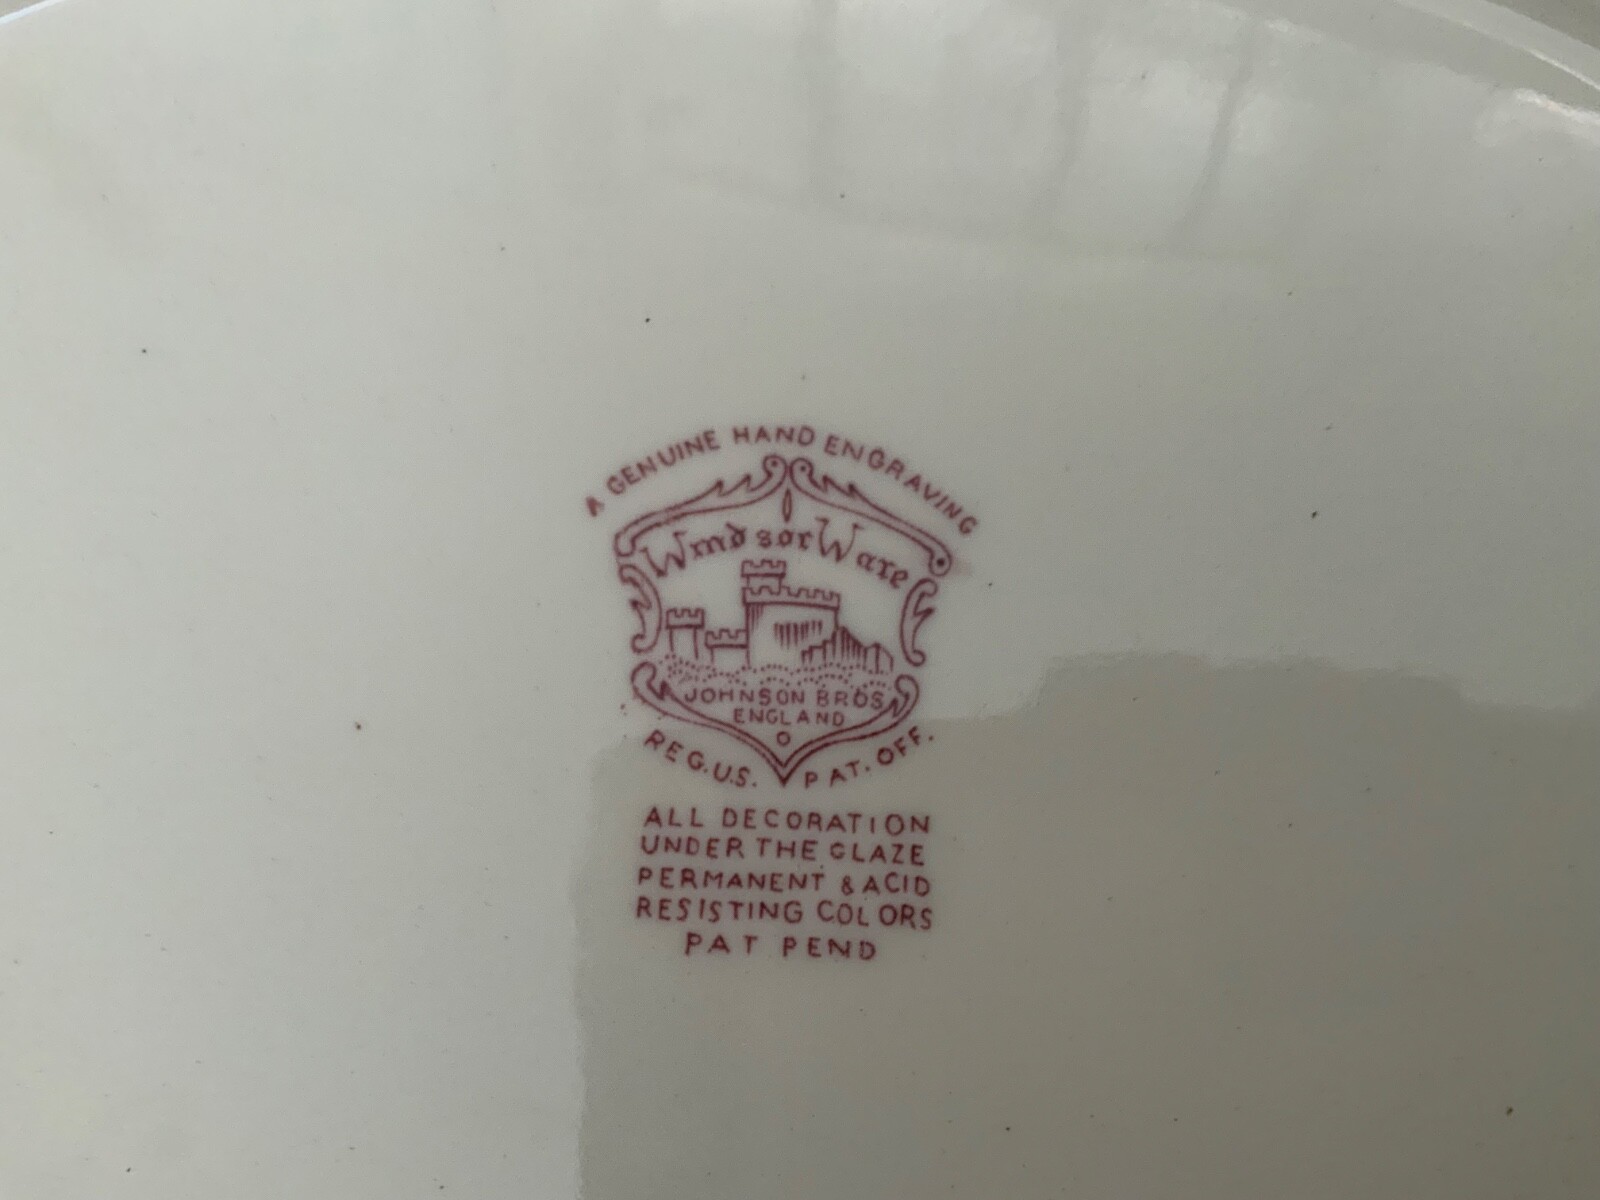 A GENUINE HAND ENGRAVING
Windsor Ware
JOHNSON BROS
ENGLAND
REG. U.S. PAT. OFF.
ALL DECORATION
UNDER THE GLAZE
PERMANENT & ACID
RESISTING COLORS
PAT PEND